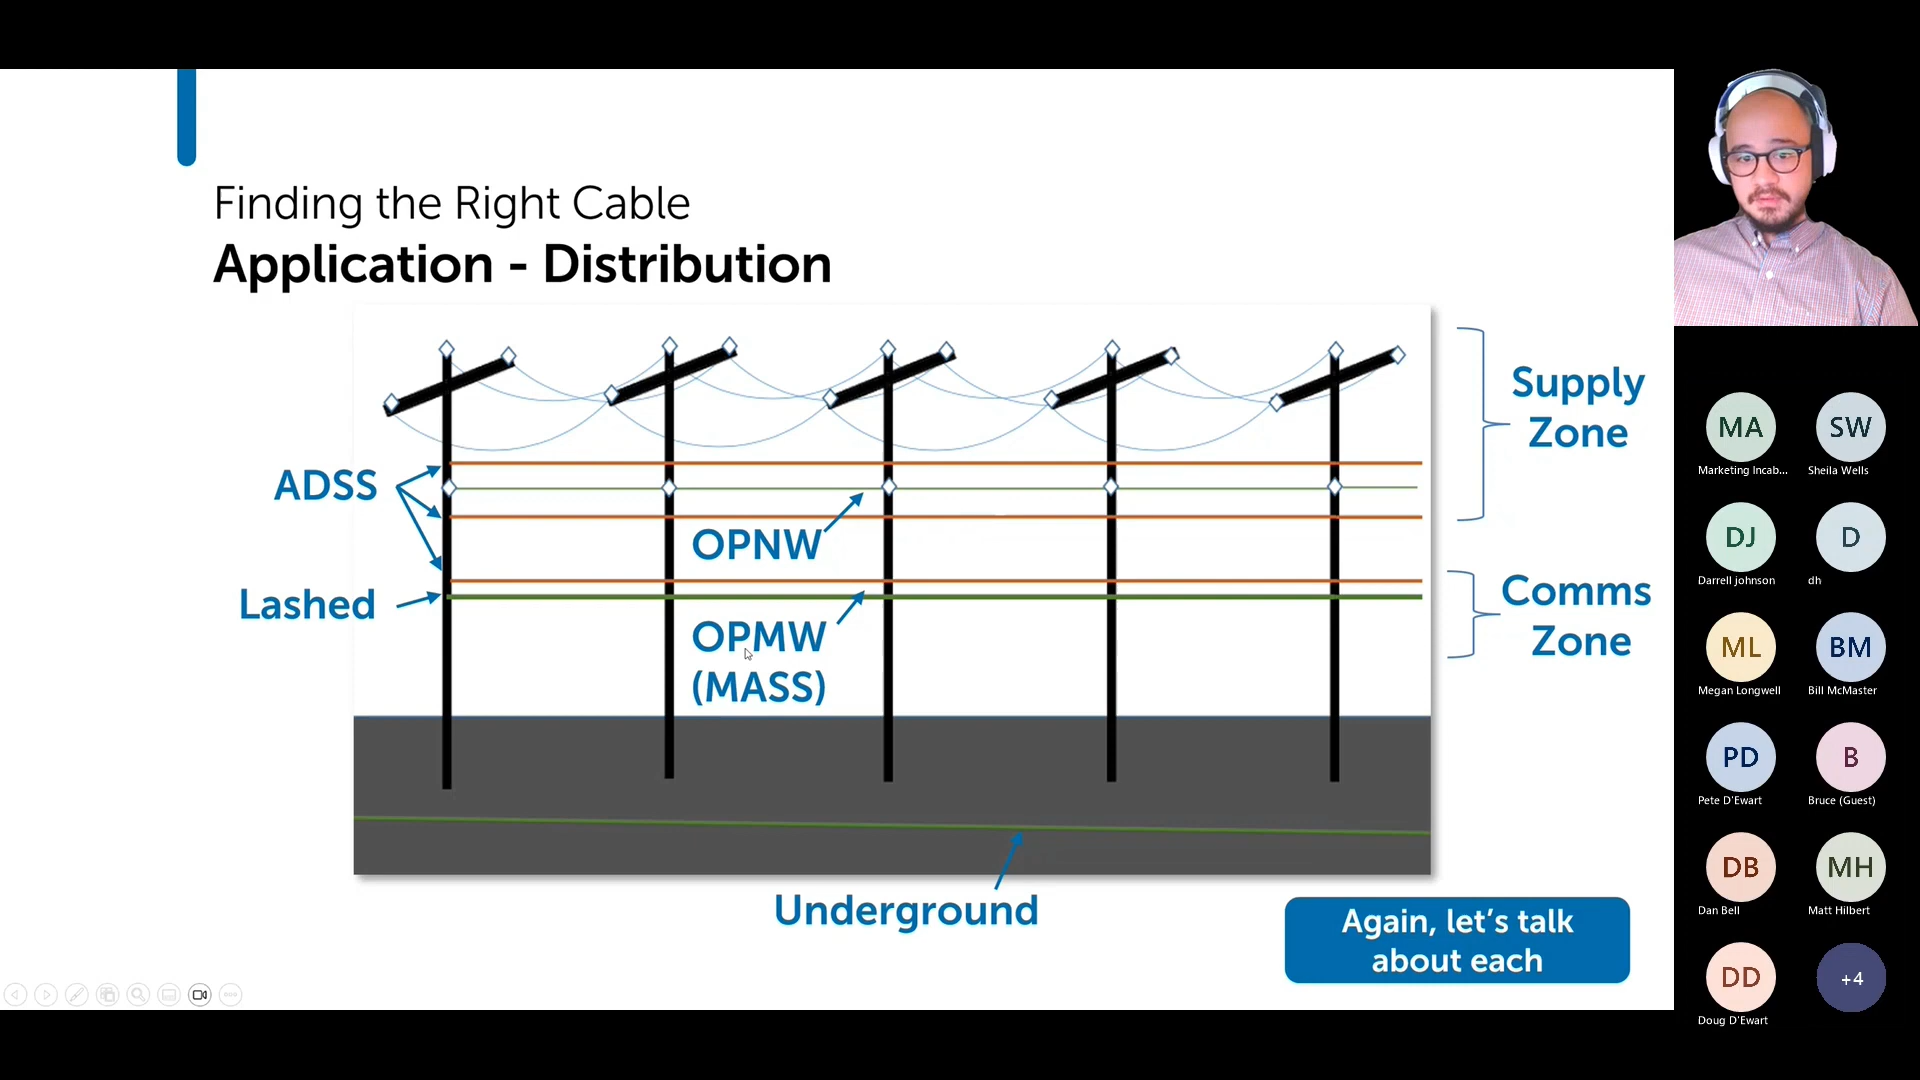 Finding the Right Cable
Application - Distribution
Supply
Zone
ADSS
OPNW
Lashed
OPMW
(MASS)
Comms
Zone
Underground
Again, let's talk
about each
MA
Marketing Incab...
SW
Sheila Wells
DJ
Darrell johnson
D
dh
ML
Megan Longwell
BM
Bill McMaster
PD
Pete D'Ewart
B
Bruce (Guest)
DB
Dan Bell
MH
Matt Hilbert
DD
Doug D'Ewart
+4